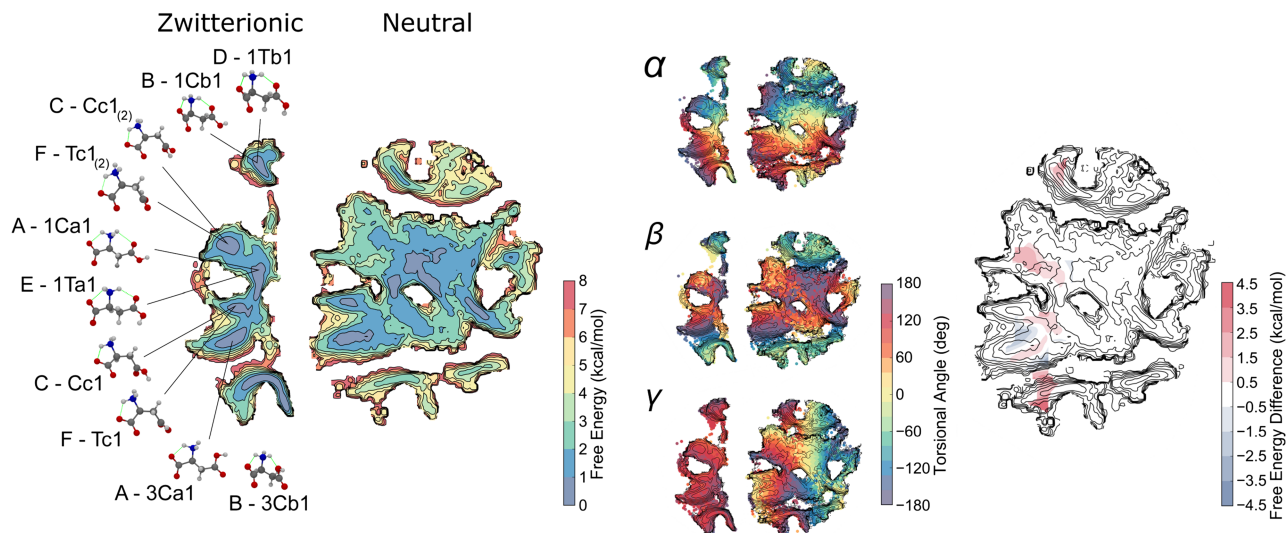 Zwitterionic
Neutral
D - 1Tb1
B - 1Cb1
C - Cc1(2)
F - Tc1(2)
A - 1Ca1
E - 1Ta1
C - Cc1
F - Tc1
A - 3Ca1
B - 3Cb1
8
7
6
5
4
3
2
1
0
Free Energy (kcal/mol)
α
β
γ
180
120
60
0
−60
−120
−180
Torsional Angle (deg)
4.5
3.5
2.5
1.5
0.5
−0.5
−1.5
−2.5
−3.5
−4.5
Free Energy Difference (kcal/mol)